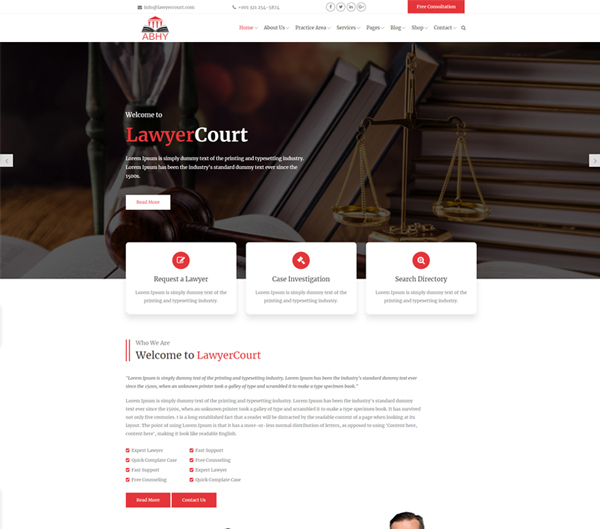 info@lawyercourt.com +001 321 254-5874 Free Consultation
ABHY
Home About Us Practice Area Services Pages Blog Shop Contact
Welcome to
LawyerCourt
Lorem Ipsum is simply dummy text of the printing and typesetting industry.
Lorem Ipsum has been the industry's standard dummy text ever since the
1500s.
Read More
Request a Lawyer
Lorem Ipsum is simply dummy text of the
printing and typesetting industry.
Case Investigation
Lorem Ipsum is simply dummy text of the
printing and typesetting industry.
Search Directory
Lorem Ipsum is simply dummy text of the
printing and typesetting industry.
Who We Are
Welcome to LawyerCourt
"Lorem Ipsum is simply dummy text of the printing and typesetting industry. Lorem Ipsum has been the industry's standard dummy text ever
since the 1500s, when an unknown printer took a galley of type and scrambled it to make a type specimen book."
Lorem Ipsum is simply dummy text of the printing and typesetting industry. Lorem Ipsum has been the industry's standard dummy
text ever since the 1500s, when an unknown printer took a galley of type and scrambled it to make a type specimen book. It has survived
not only five centuries. t is a long established fact that a reader will be distracted by the readable content of a page when looking at its
layout. The point of using Lorem Ipsum is that it has a more-or-less normal distribution of letters, as opposed to using 'Content here,
content here', making it look like readable English.
Expert Lawyer Fast Support
Quick Complate Case Free Counseling
Fast Support Expert Lawyer
Free Counseling Quick Complate Case
Read More Contact Us